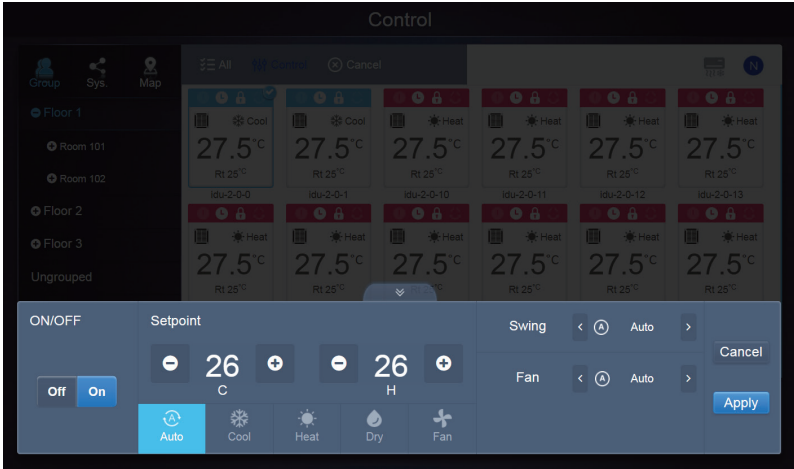 Control
All Control Cancel N
Group Sys. Map
Floor 1
Room 101
Room 102
Floor 2
Floor 3
Ungrouped
Cool Cool Heat Heat Heat Heat
27.5°C 27.5°C 27.5°C 27.5°C 27.5°C 27.5°C
Rt 25°C Rt 25°C Rt 25°C Rt 25°C Rt 25°C Rt 25°C
idu-2-0-0 idu-2-0-1 idu-2-0-10 idu-2-0-11 idu-2-0-12 idu-2-0-13
Heat Heat Heat Heat Heat Heat
27.5°C 27.5°C 27.5°C 27.5°C 27.5°C 27.5°C
Rt 25°C Rt 25°C Rt 25°C Rt 25°C Rt 25°C
ON/OFF Setpoint
Off On
26 26
C H
A
Auto Cool Heat Dry Fan
Swing < A Auto >
Fan < A Auto >
Cancel
Apply